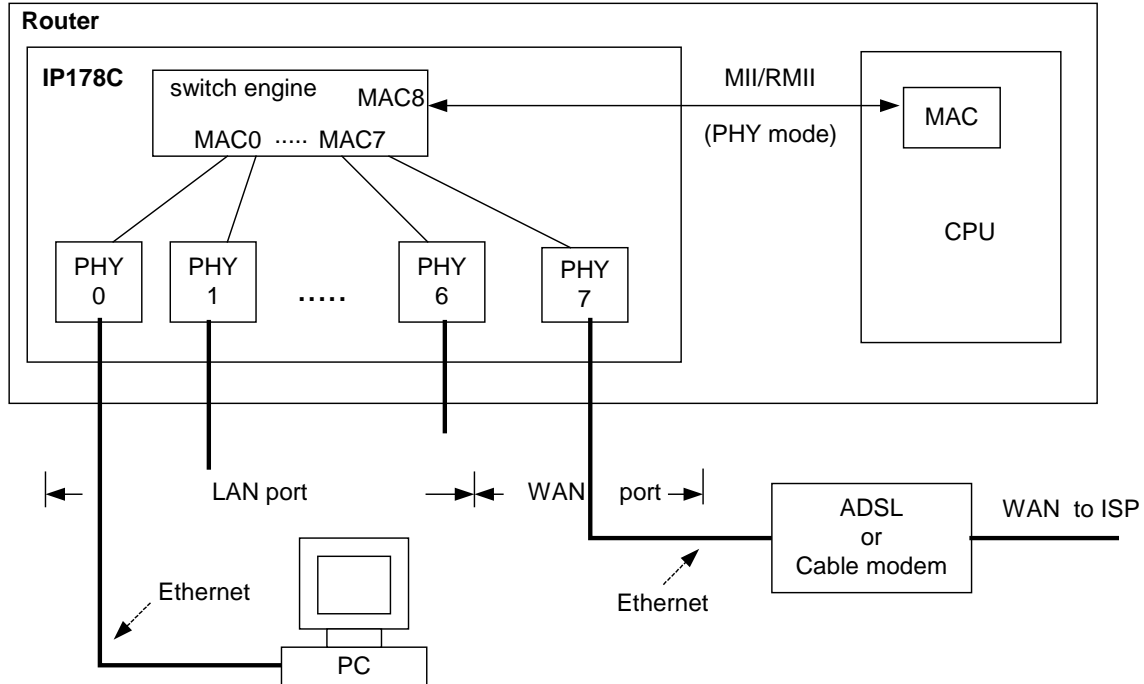 Router
IP178C
switch engine
MAC8
MAC0 ..... MAC7
MII/RMII
(PHY mode)
MAC
CPU
PHY
0
PHY
1
.....
PHY
6
PHY
7
LAN port
WAN port
ADSL
or
Cable modem
WAN to ISP
Ethernet
Ethernet
PC